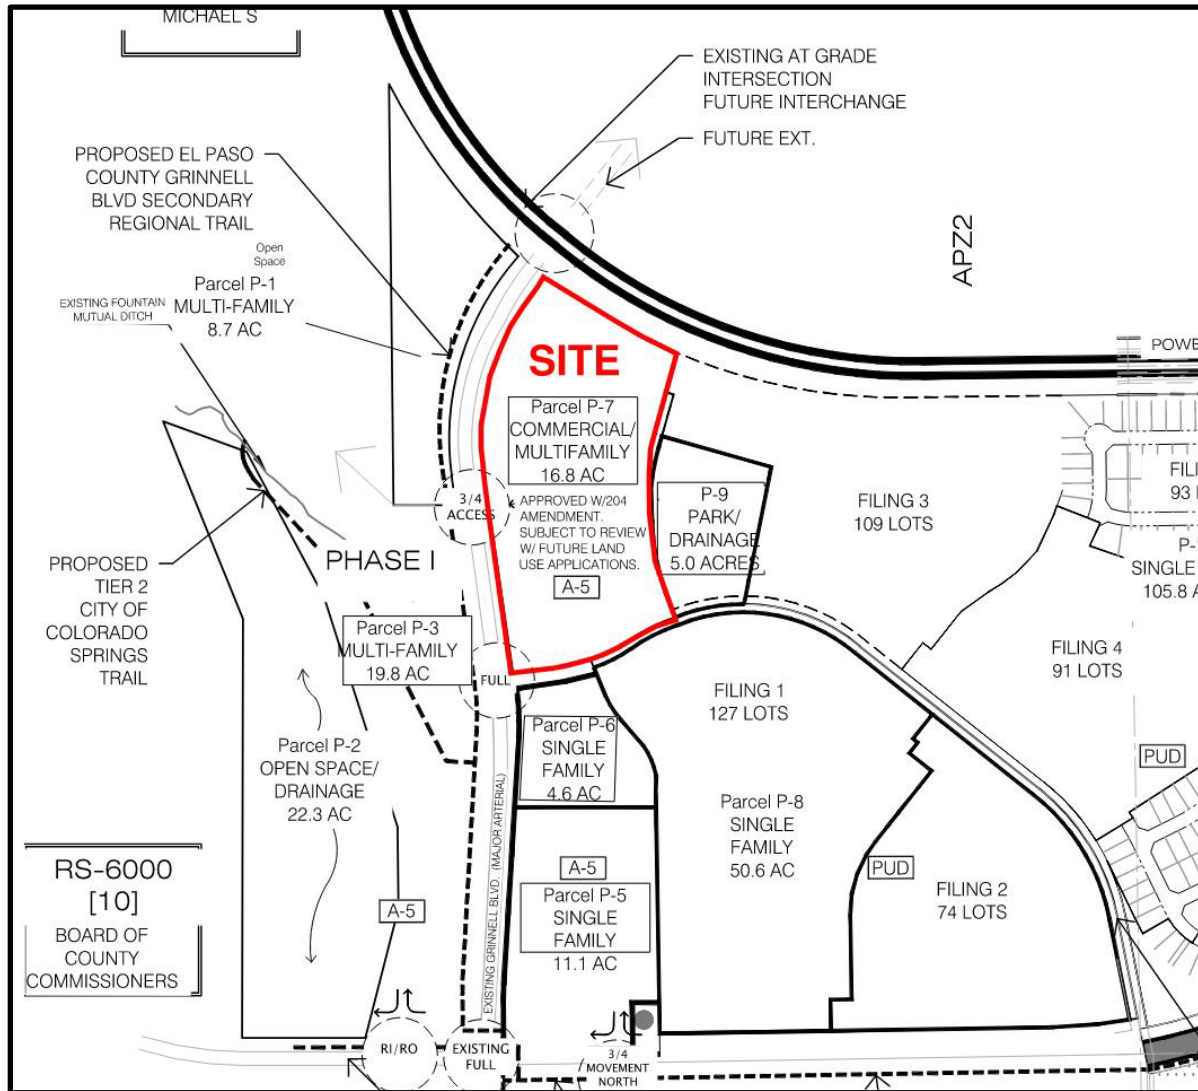 MICHAEL S
EXISTING AT GRADE
INTERSECTION
FUTURE INTERCHANGE
FUTURE EXT.
PROPOSED EL PASO
COUNTY GRINNELL
BLVD SECONDARY
REGIONAL TRAIL
APZ2
Open
Space
Parcel P-1
MULTI-FAMILY
8.7 AC
EXISTING FOUNTAIN
MUTUAL DITCH
POWE
SITE
Parcel P-7
COMMERCIAL/
MULTIFAMILY
16.8 AC
3/4
ACCESS
APPROVED W/204
AMENDMENT.
SUBJECT TO REVIEW
W/ FUTURE LAND
USE APPLICATIONS.
A-5
P-9
PARK/
DRAINAGE
5.0 ACRES
FILING 3
109 LOTS
FILI
93
P-
SINGLE
105.8 A
PHASE I
PROPOSED
TIER 2
CITY OF
COLORADO
SPRINGS
TRAIL
Parcel P-3
MULTI-FAMILY
19.8 AC
FULL
FILING 4
91 LOTS
FILING 1
127 LOTS
Parcel P-6
SINGLE
FAMILY
4.6 AC
Parcel P-2
OPEN SPACE/
DRAINAGE
22.3 AC
PUD
EXISTING GRINNELL BLVD. (MAJOR ARTERIAL)
Parcel P-8
SINGLE
FAMILY
50.6 AC
PUD
FILING 2
74 LOTS
RS-6000
[10]
BOARD OF
COUNTY
COMMISSIONERS
A-5
A-5
Parcel P-5
SINGLE
FAMILY
11.1 AC
RI/RO
EXISTING
FULL
3/4
MOVEMENT
NORTH